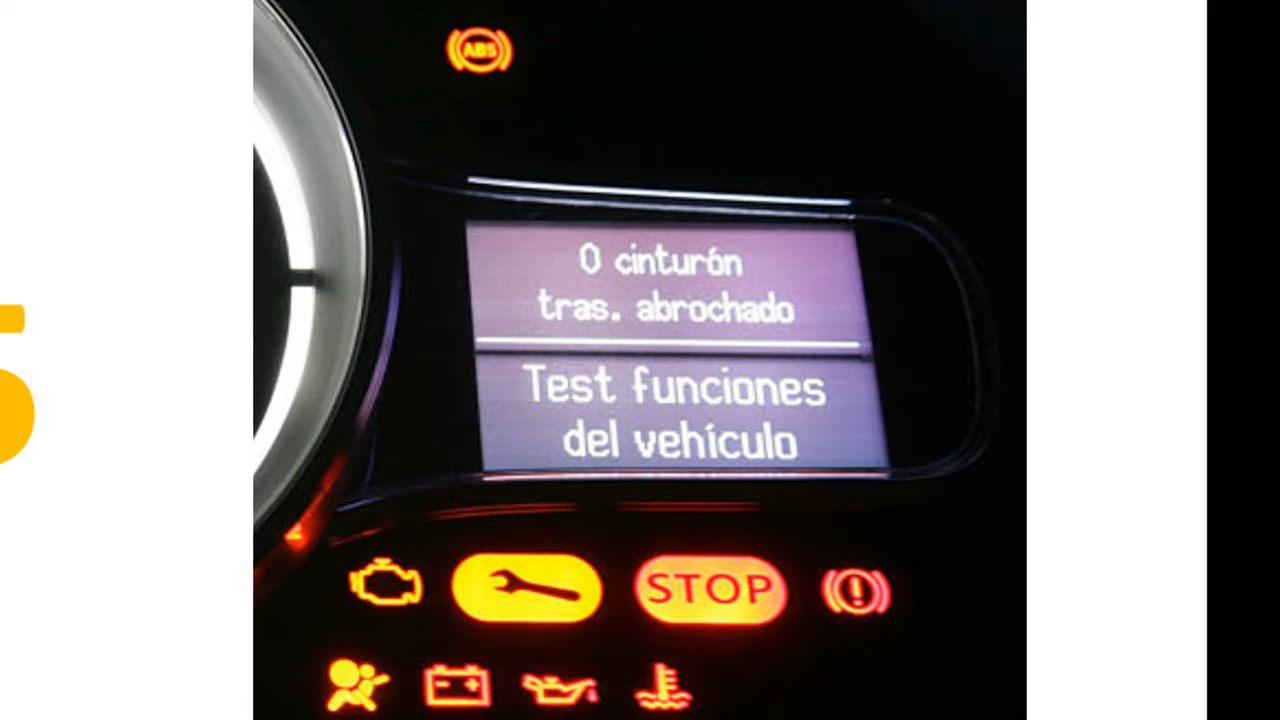 ABS
0 cinturón
tras. abrochado
Test funciones
del vehículo
STOP